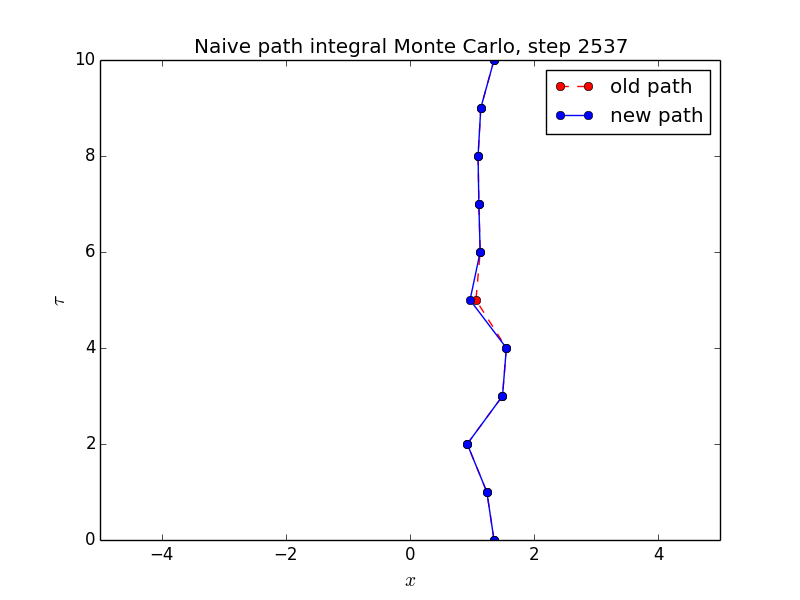 Naive path integral Monte Carlo, step 2537
old path
new path
10
8
6
4
2
0
−4 −2 0 2 4
x
τ